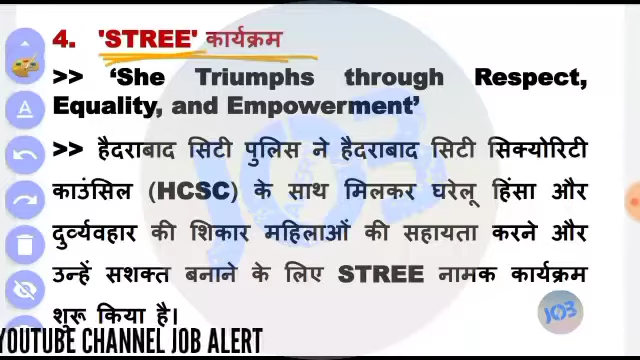 4. 'STREE' कार्यक्रम
>> ‘She Triumphs through Respect,
Equality, and Empowerment’
>> हैदराबाद सिटी पुलिस ने हैदराबाद सिटी सिक्योरिटी
काउंसिल (HCSC) के साथ मिलकर घरेलू हिंसा और
दुर्व्यवहार की शिकार महिलाओं की सहायता करने और
उन्हें सशक्त बनाने के लिए STREE नामक कार्यक्रम
शुरू किया है।
JOB
YOUTUBE CHANNEL JOB ALERT